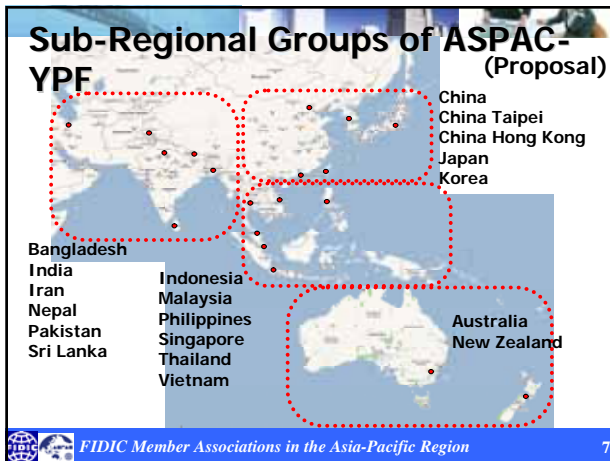 Sub-Regional Groups of ASPAC-
YPF
(Proposal)
China
China Taipei
China Hong Kong
Japan
Korea
Bangladesh
India
Iran
Nepal
Pakistan
Sri Lanka
Indonesia
Malaysia
Philippines
Singapore
Thailand
Vietnam
Australia
New Zealand
FIDIC
FIDIC Member Associations in the Asia-Pacific Region
7